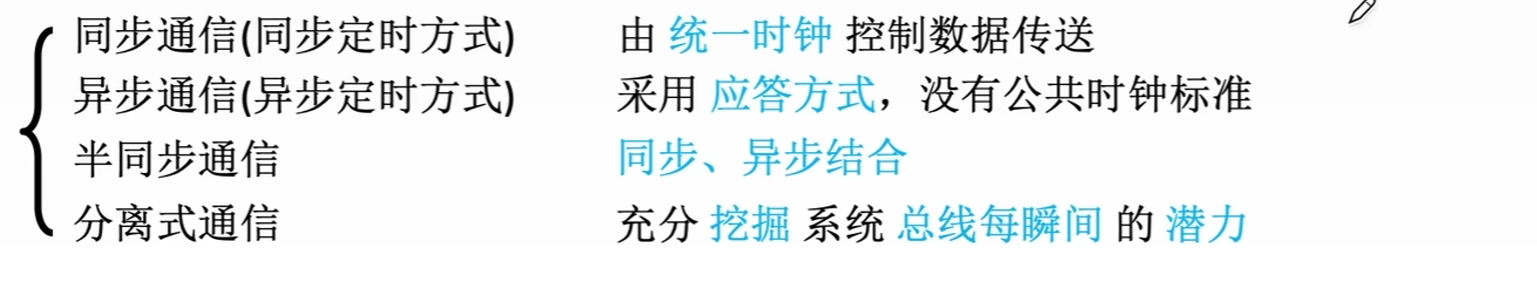 同步通信(同步定时方式) 由 统一时钟 控制数据传送
异步通信(异步定时方式) 采用 应答方式，没有公共时钟标准
半同步通信 同步、异步结合
分离式通信 充分 挖掘 系统 总线每瞬间 的 潜力